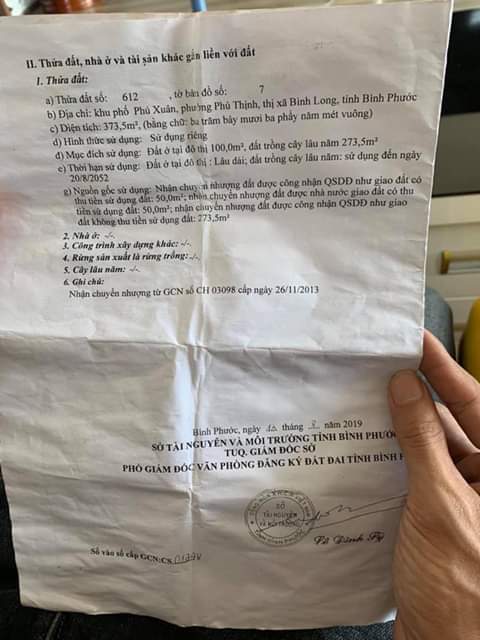 II. Thửa đất, nhà ở và tài sản khác gắn liền với đất
1. Thửa đất:
a) Thửa đất số: 612 , tờ bản đồ số: 7
b) Địa chỉ: khu phố Phú Xuân, phường Phú Thịnh, thị xã Bình Long, tỉnh Bình Phước
c) Diện tích: 373,5m², (bằng chữ: ba trăm bảy mươi ba phẩy năm mét vuông)
d) Hình thức sử dụng: Sử dụng riêng
đ) Mục đích sử dụng: Đất ở tại đô thị 100,0m², đất trồng cây lâu năm 273,5m²
e) Thời hạn sử dụng: Đất ở tại đô thị : Lâu dài; đất trồng cây lâu năm: sử dụng đến ngày
20/8/2052
g) Nguồn gốc sử dụng: Nhận chuyển nhượng đất được công nhận QSDĐ như giao đất có
thu tiền sử dụng đất: 50,0m²; nhận chuyển nhượng đất được nhà nước giao đất có thu
tiền sử dụng đất: 50,0m²; nhận chuyển nhượng đất được công nhận QSDĐ như giao
đất không thu tiền sử dụng đất: 273,5m²
2. Nhà ở: -/-
3. Công trình xây dựng khác: -/-
4. Rừng sản xuất là rừng trồng: -/-
5. Cây lâu năm: -/-
6. Ghi chú:
Nhận chuyển nhượng từ GCN số CH 03098 cấp ngày 26/11/2013
Bình Phước, ngày tháng năm 2019
SỞ TÀI NGUYÊN VÀ MÔI TRƯỜNG TỈNH BÌNH PHƯỚC
TUQ. GIÁM ĐỐC SỞ
PHÓ GIÁM ĐỐC VĂN PHÒNG ĐĂNG KÝ ĐẤT ĐAI TỈNH BÌNH
SỞ
TÀI NGUYÊN
VÀ MÔI TRƯỜNG
Số vào sổ cấp GCN:CS